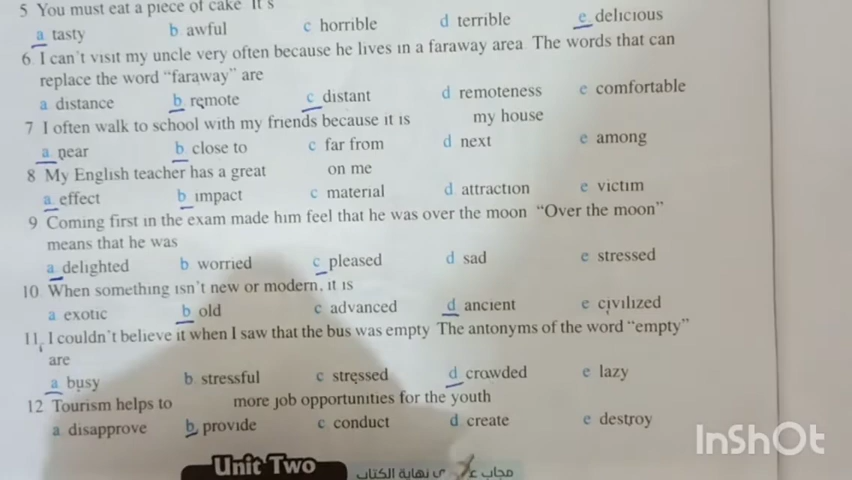 5 You must eat a piece of cake It's
a tasty b awful c horrible d terrible e delicious
6 I can't visit my uncle very often because he lives in a faraway area The words that can
replace the word "faraway" are
a distance b remote c distant d remoteness e comfortable
7 I often walk to school with my friends because it is my house
a near b close to c far from d next e among
8 My English teacher has a great on me
a effect b impact c material d attraction e victim
9 Coming first in the exam made him feel that he was over the moon "Over the moon"
means that he was
a delighted b worried c pleased d sad e stressed
10 When something isn't new or modern, it is
a exotic b old c advanced d ancient e civilized
11 I couldn't believe it when I saw that the bus was empty The antonyms of the word "empty"
are
a busy b stressful c stressed d crowded e lazy
12 Tourism helps to more job opportunities for the youth
a disapprove b provide c conduct d create e destroy
Unit Two
مجاب ى نهاية الكتاب
InShOt